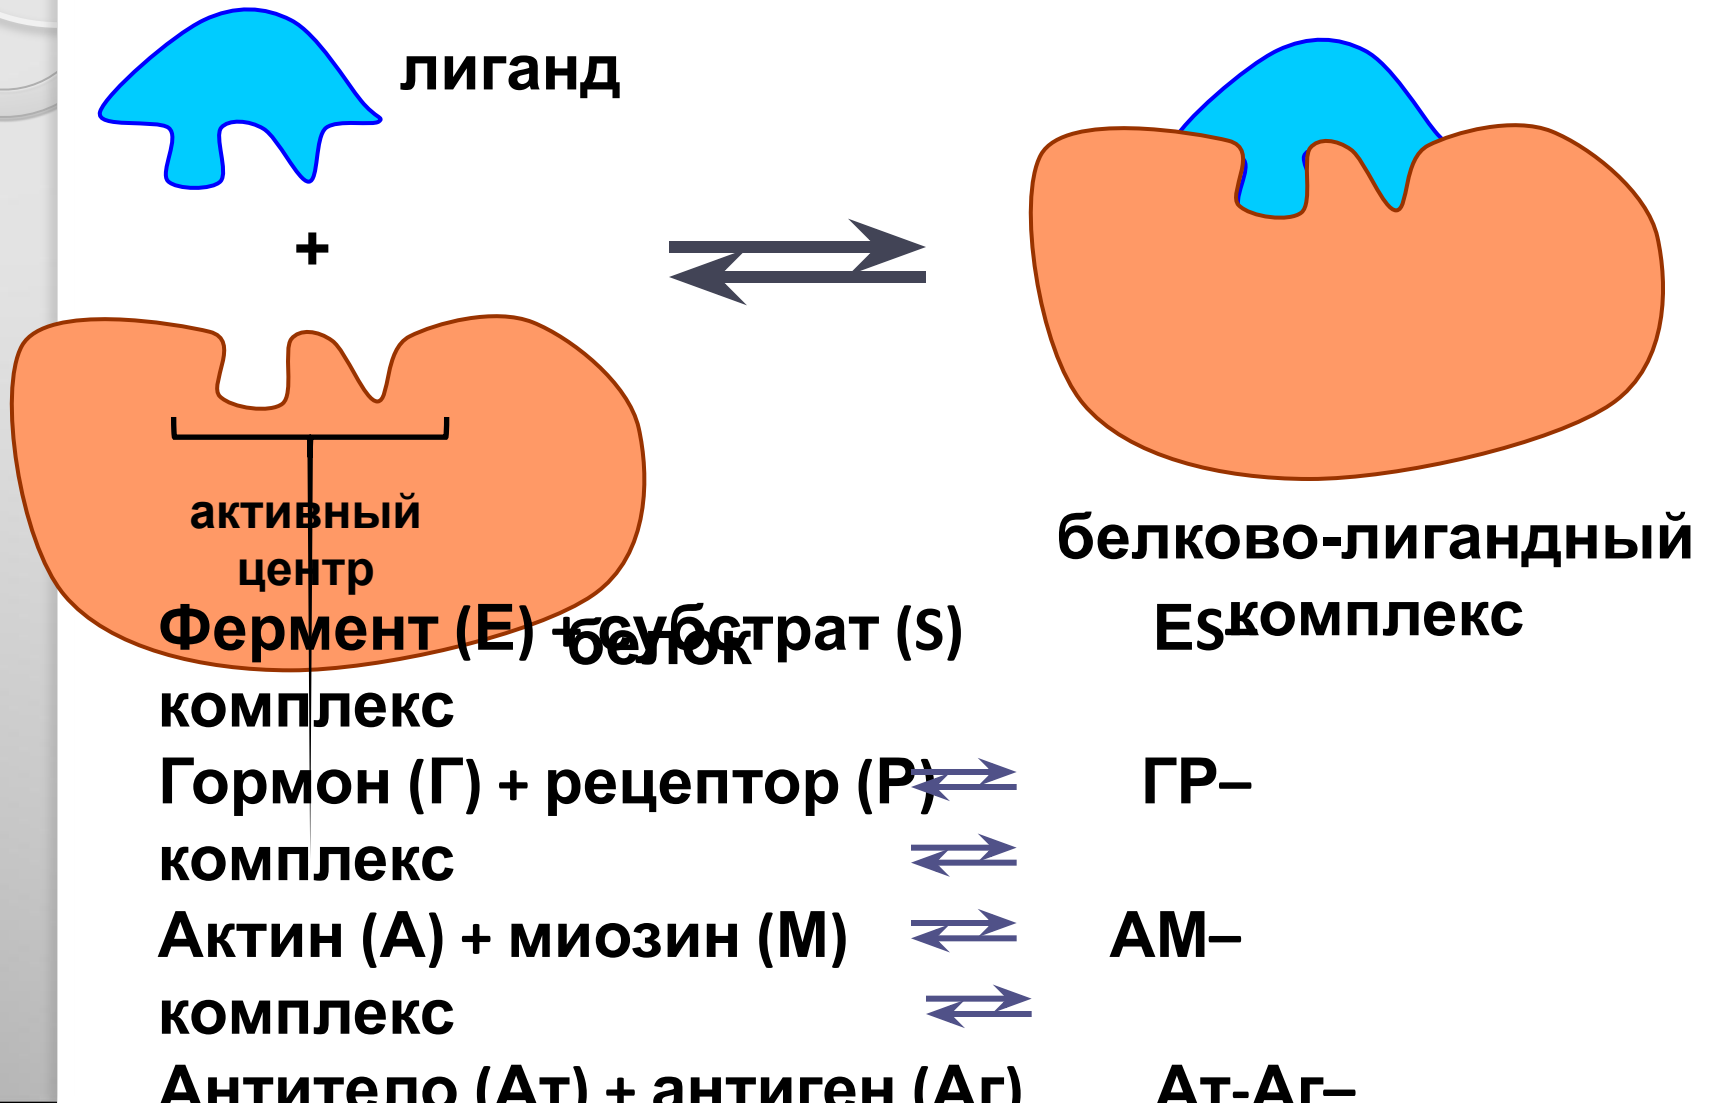 лиганд
+
активный
центр
белок
белково-лигандный
комплекс
Фермент (Е) + субстрат (S) ES–
комплекс
Гормон (Г) + рецептор (Р) ГР–
комплекс
Актин (А) + миозин (М) АМ–
комплекс
Антитело (Ат) + антиген (Аг) Ат-Аг–